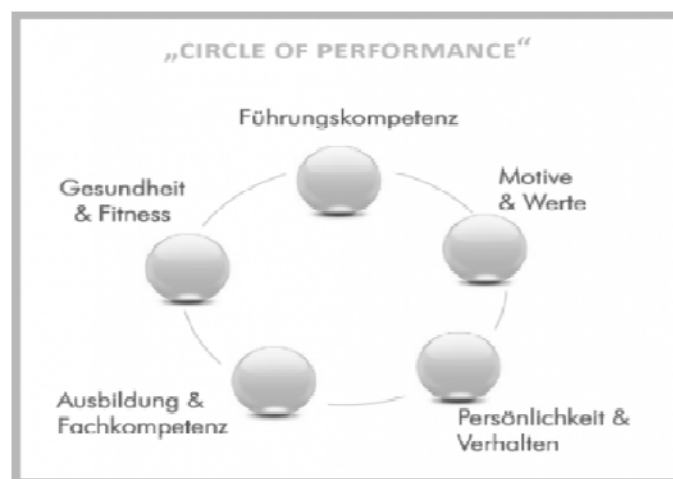 „CIRCLE OF PERFORMANCE“
Führungskompetenz
Motive
& Werte
Persönlichkeit &
Verhalten
Ausbildung &
Fachkompetenz
Gesundheit
& Fitness